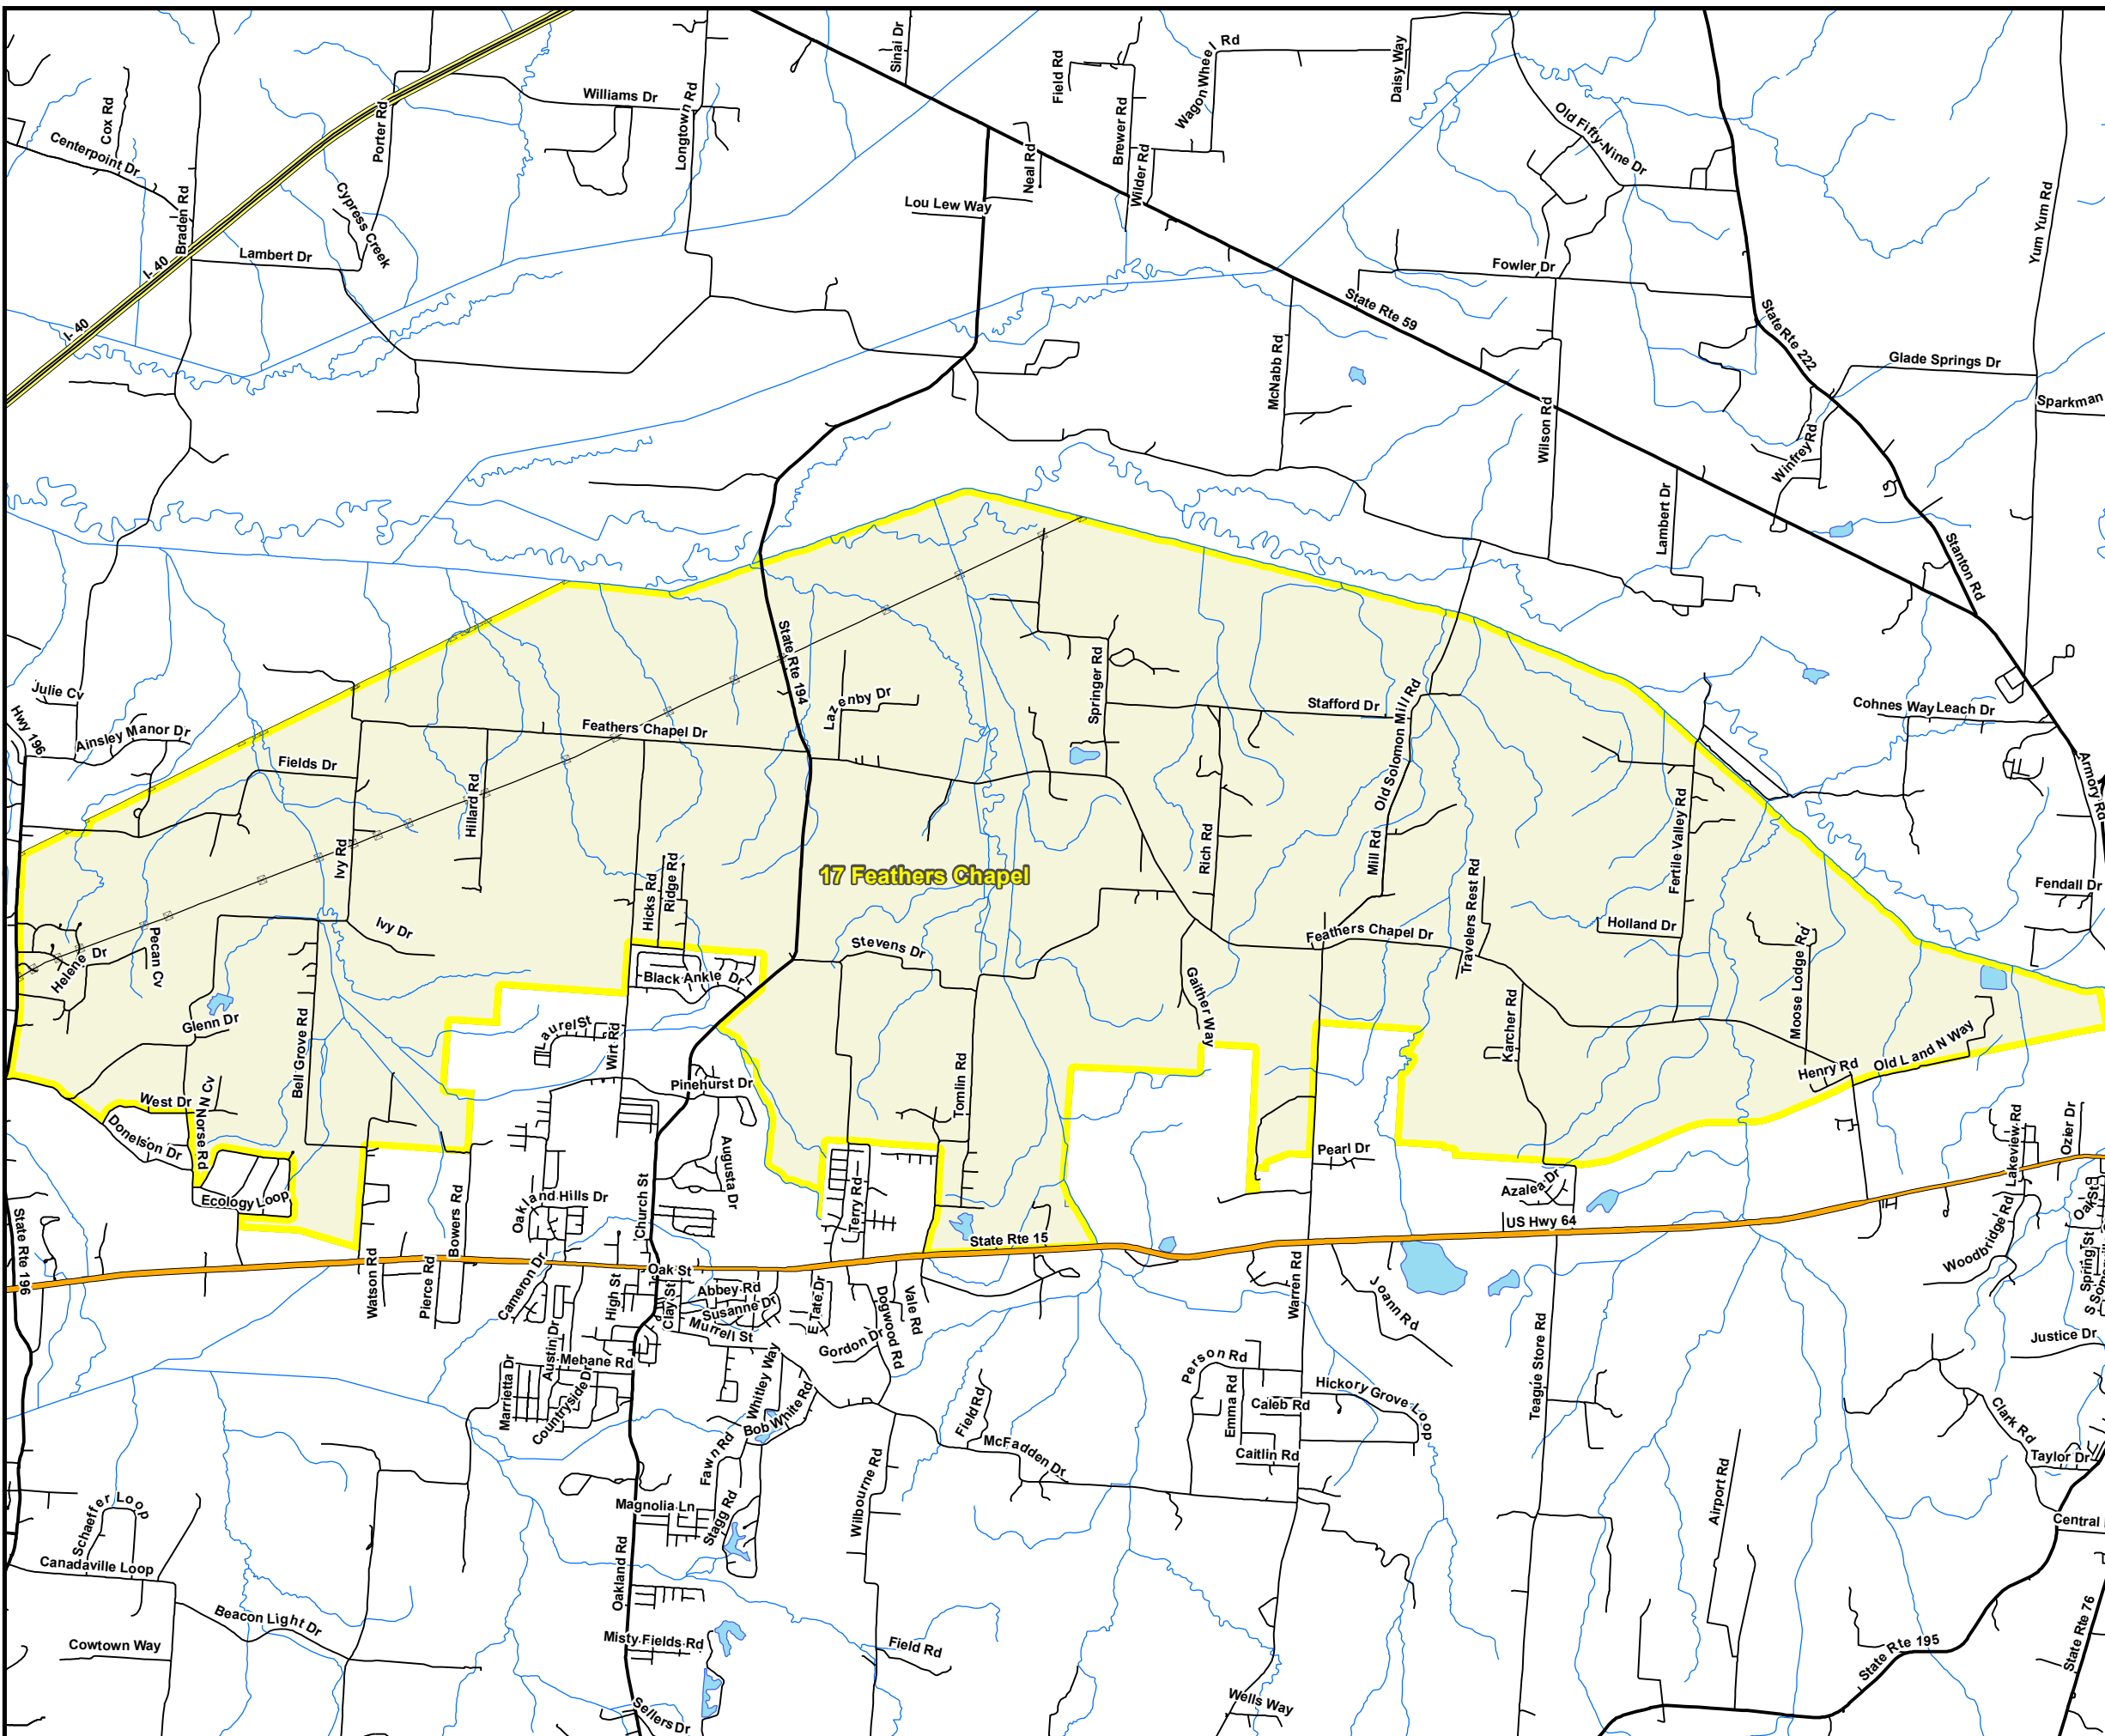 Sinai Dr
Field Rd
Wagon Wheel Rd
Daisy Way
Cox Rd
Williams Dr
Longtown Rd
Porter Rd
Centerpoint Dr
Brewer Rd
Old Fifty-Nine Dr
Neal Rd
Wilder Rd
Braden Rd
Cypress Creek
Lou Lew Way
Yum Yum Rd
I- 40
Lambert Dr
Fowler Dr
I- 40
State Rte 59
State Rte 222
Glade Springs Dr
McNabb Rd
Sparkman
Wilson Rd
Winfrey Rd
Lambert Dr
Stanton Rd
Julie Cv
Hwy 196
Ainsley Manor Dr
State Rte 194
Lazenby Dr
Springer Rd
Stafford Dr
Cohnes Way
Leach Dr
Feathers Chapel Dr
Old Solomon Mill Rd
Fields Dr
Armory Rd
Hillard Rd
Ivy Rd
Rich Rd
Mill Rd
Fertile Valley Rd
17 Feathers Chapel
Hicks Rd
Ridge Rd
Travelers Rest Rd
Fendall Dr
Ivy Dr
Holland Dr
Feathers Chapel Dr
Pecan Cv
Helene Dr
Stevens Dr
Moose Lodge Rd
Black Ankle Dr
Gaither Way
Glenn Dr
Laurel St
Wirt Rd
Karcher Rd
Bell Grove Rd
Old L and N Way
Tomlin Rd
Henry Rd
Pinehurst Dr
West Dr
N Norse Rd
N Cv
Donelson Dr
Pearl Dr
Lakeview Rd
Ozier Dr
Augusta Dr
Azalea Dr
Ecology Loop
Oakland Hills Dr
Church St
Terry Rd
Bowers Rd
Oak St
State Rte 196
US Hwy 64
Woodbridge Rd
State Rte 15
Spring St
Watson Rd
Pierce Rd
Cameron Dr
Oak St
Warren Rd
Joann Rd
High St
Clay St
Abbey Rd
Susanne Dr
E Tate Dr
Dogwood Rd
Vale Rd
Murrell St
Gordon Dr
Teague Store Rd
Justice Dr
Austin Dr
Mebane Rd
Person Rd
Marrietta Dr
Countryside Dr
Whitley Way
Bob White Rd
Field Rd
Emma Rd
Caleb Rd
Hickory Grove Loop
Clark Rd
Fawn Rd
McFadden Dr
Caitlin Rd
Taylor Dr
Wilbourne Rd
Airport Rd
Schaeffer Loop
Magnolia Ln
Stagg Rd
Central
Canadaville Loop
Oakland Rd
Beacon Light Dr
State Rte 76
Cowtown Way
Misty Fields Rd
Field Rd
State Rte 195
Sellers Dr
Wells Way